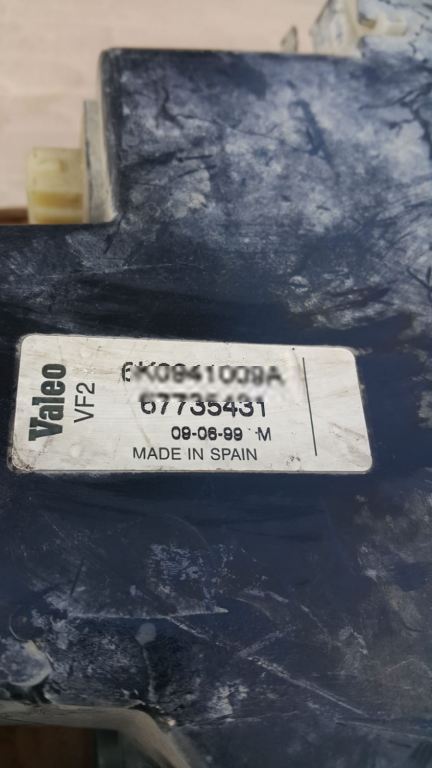 Valeo
VF2
6K0941009A
67735431
09-06-99 M
MADE IN SPAIN